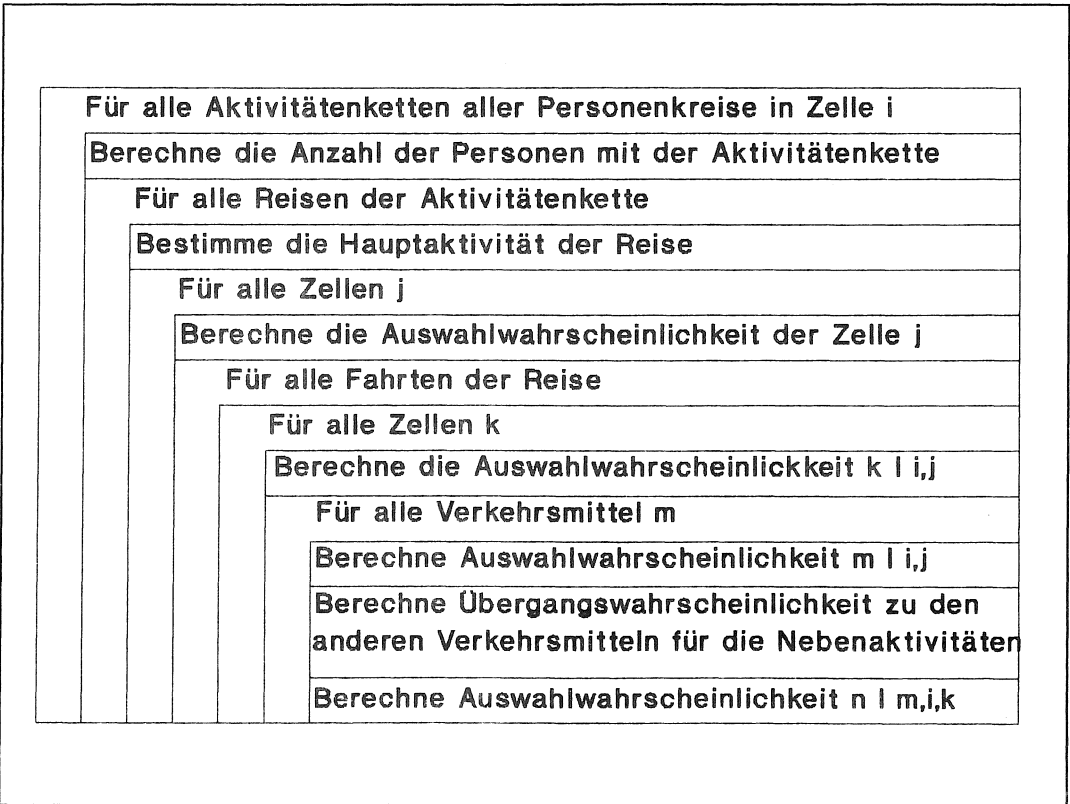 Für alle Aktivitätenketten aller Personenkreise in Zelle i
Berechne die Anzahl der Personen mit der Aktivitätenkette
Für alle Reisen der Aktivitätenkette
Bestimme die Hauptaktivität der Reise
Für alle Zellen j
Berechne die Auswahlwahrscheinlichkeit der Zelle j
Für alle Fahrten der Reise
Für alle Zellen k
Berechne die Auswahlwahrscheinlickkeit k | i,j
Für alle Verkehrsmittel m
Berechne Auswahlwahrscheinlichkeit m | i,j
Berechne Übergangswahrscheinlichkeit zu den
anderen Verkehrsmitteln für die Nebenaktivitäten
Berechne Auswahlwahrscheinlichkeit n | m,i,k